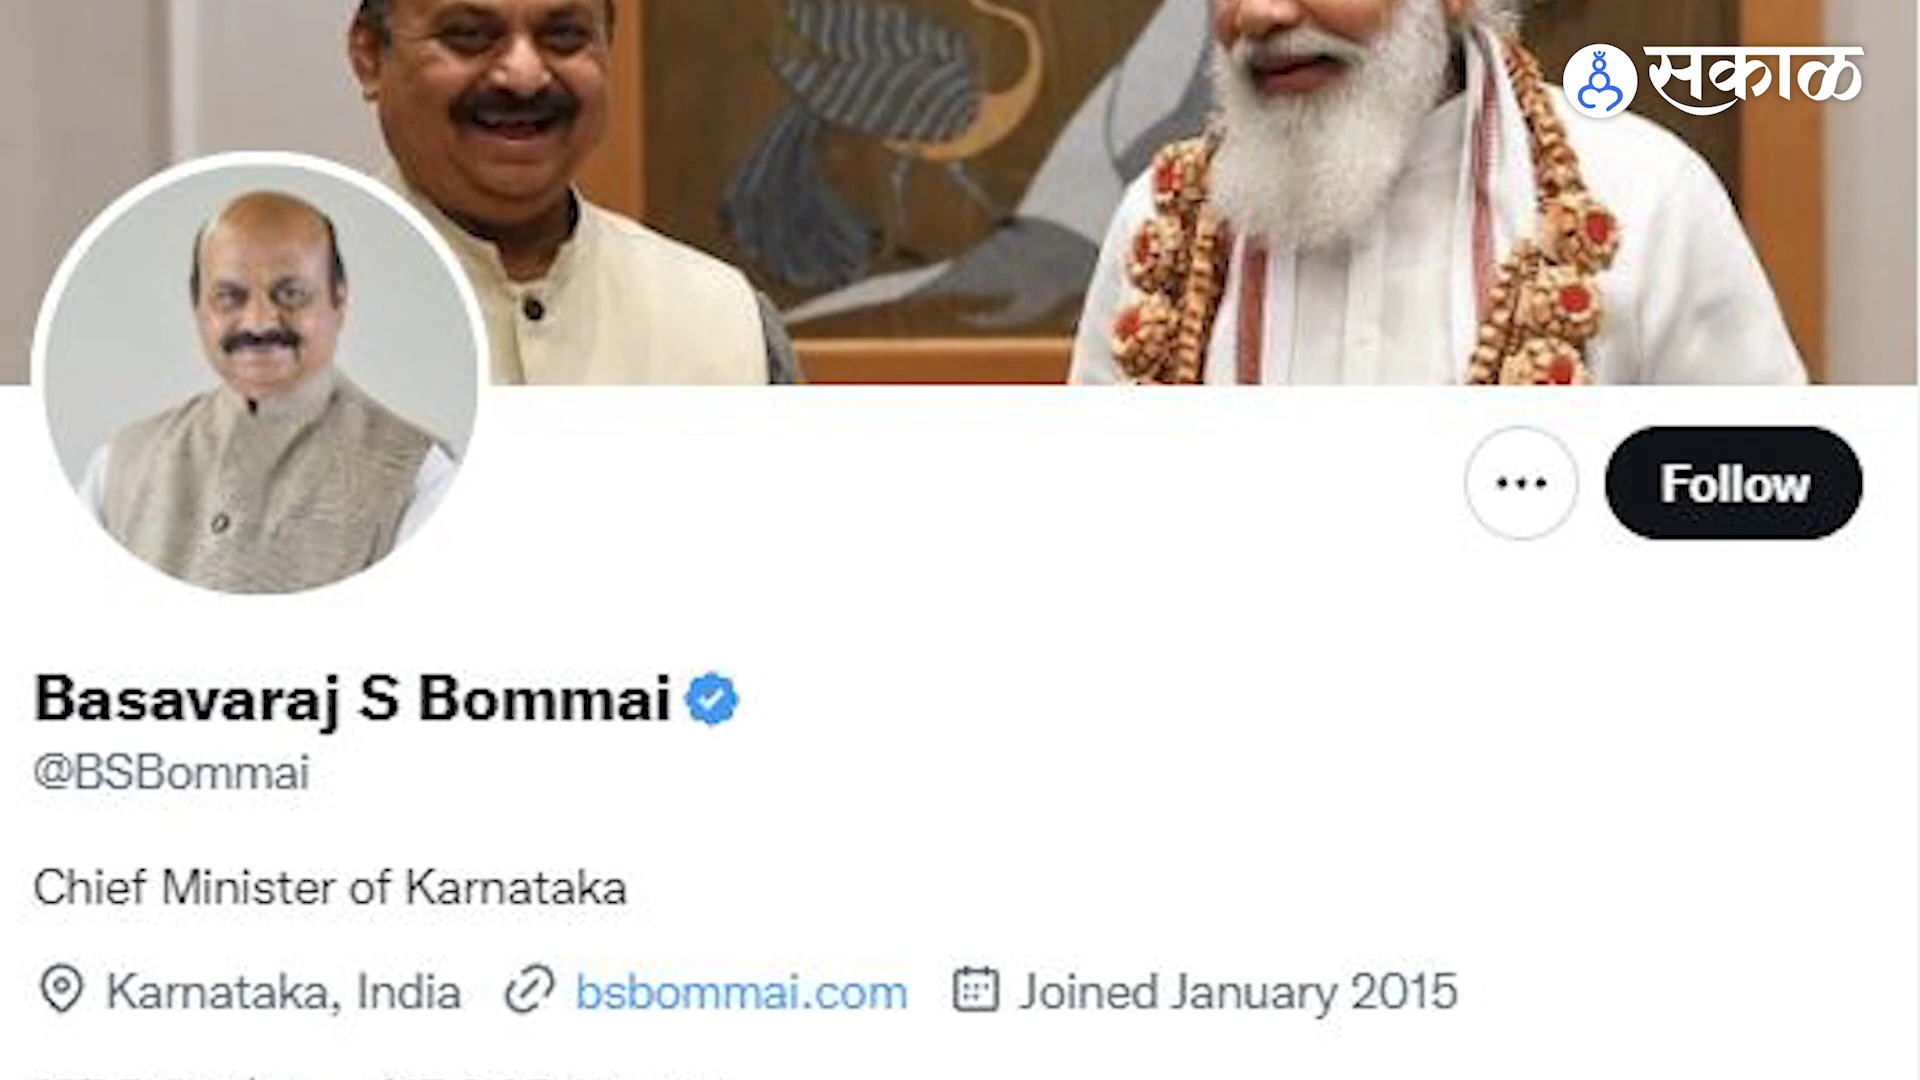 सकाळ
Follow
Basavaraj S Bommai
@BSBommai
Chief Minister of Karnataka
Karnataka, India bsbommai.com Joined January 2015